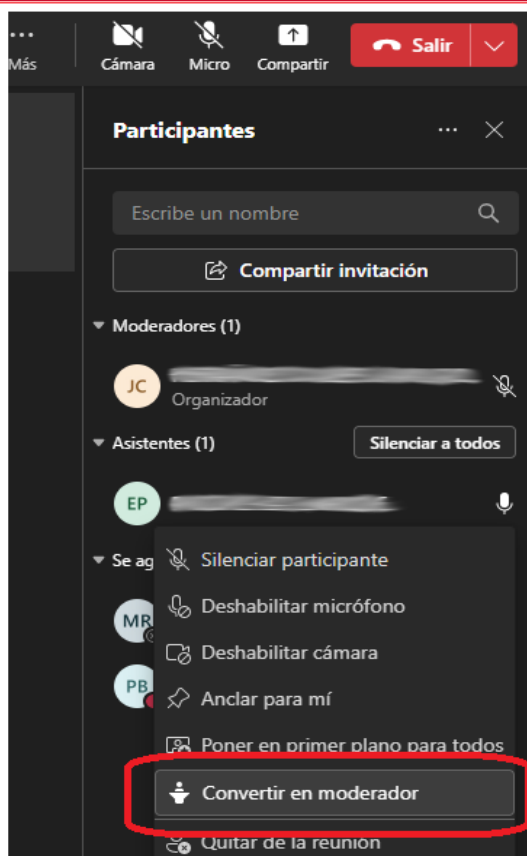 Más
Cámara
Micro
Compartir
Salir
Participantes
Escribe un nombre
Compartir invitación
Moderadores (1)
JC
Organizador
Asistentes (1)
Silenciar a todos
EP
Se ag
Silenciar participante
MR
Deshabilitar micrófono
Deshabilitar cámara
PB
Anclar para mí
Poner en primer plano para todos
Convertir en moderador
Quitar de la reunión